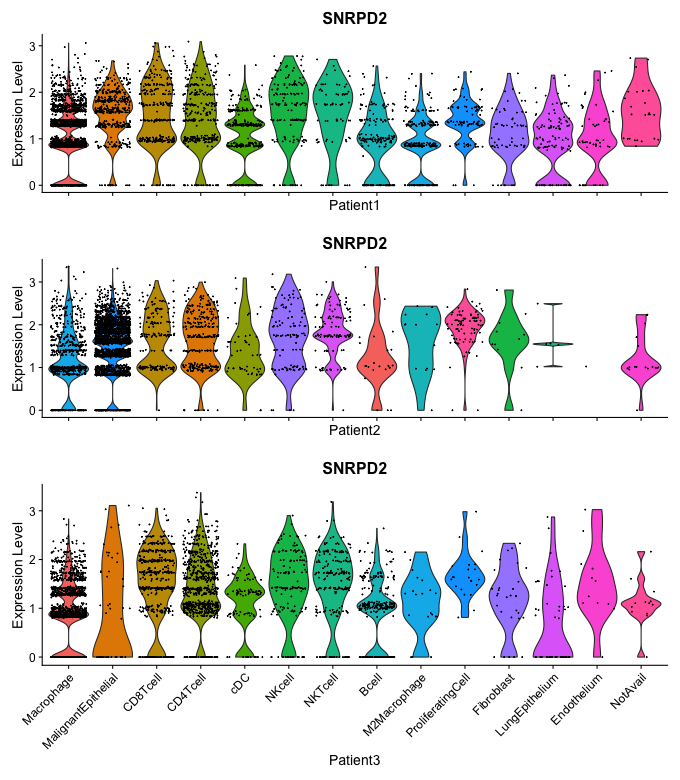 SNRPD2
Expression Level
3
2
1
0
Patient1
SNRPD2
Expression Level
3
2
1
0
Patient2
SNRPD2
Expression Level
3
2
1
0
Macrophage
MalignantEpithelial
CD8Tcell
CD4Tcell
cDC
NKcell
NKTcell
Bcell
M2Macrophage
ProliferatingCell
Fibroblast
LungEpithelium
Endothelium
NotAvail
Patient3